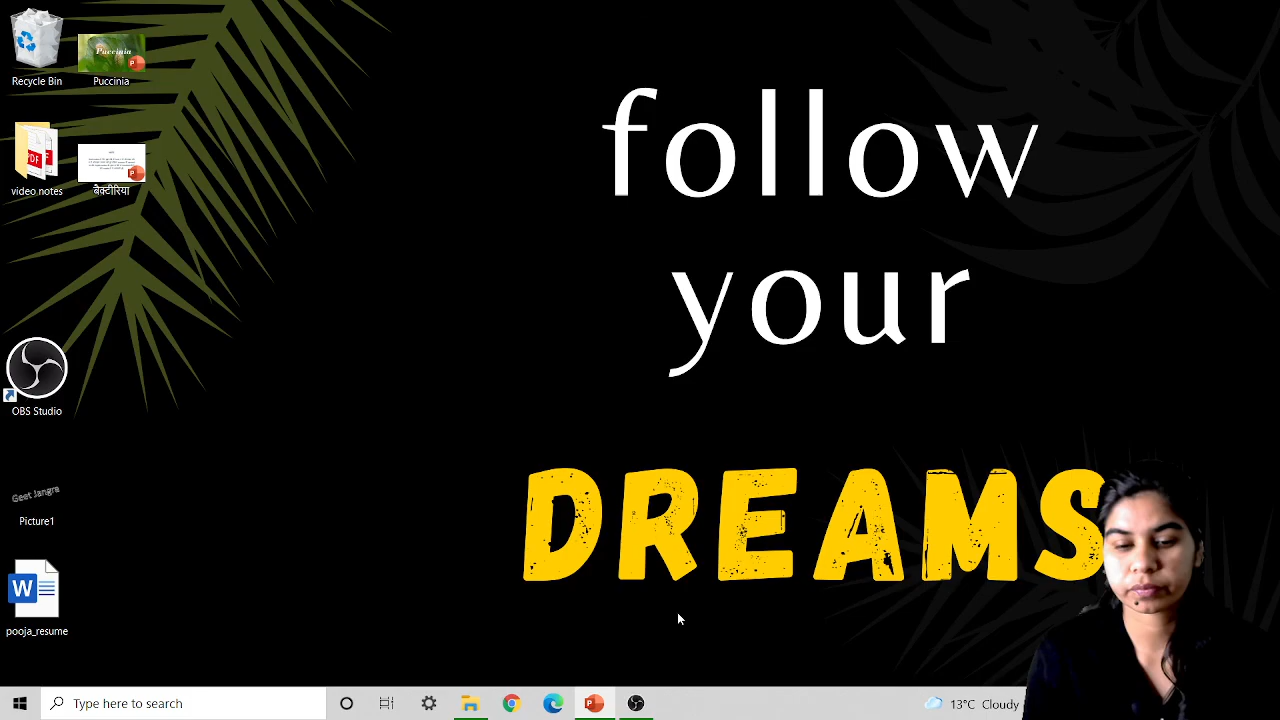 Recycle Bin
Puccinia
Puccinia
video notes
बैक्टीरिया
PDF
OBS Studio
Geet Jangra
Picture1
W
pooja_resume
follow
your
DREAMS
Type here to search
13°C Cloudy